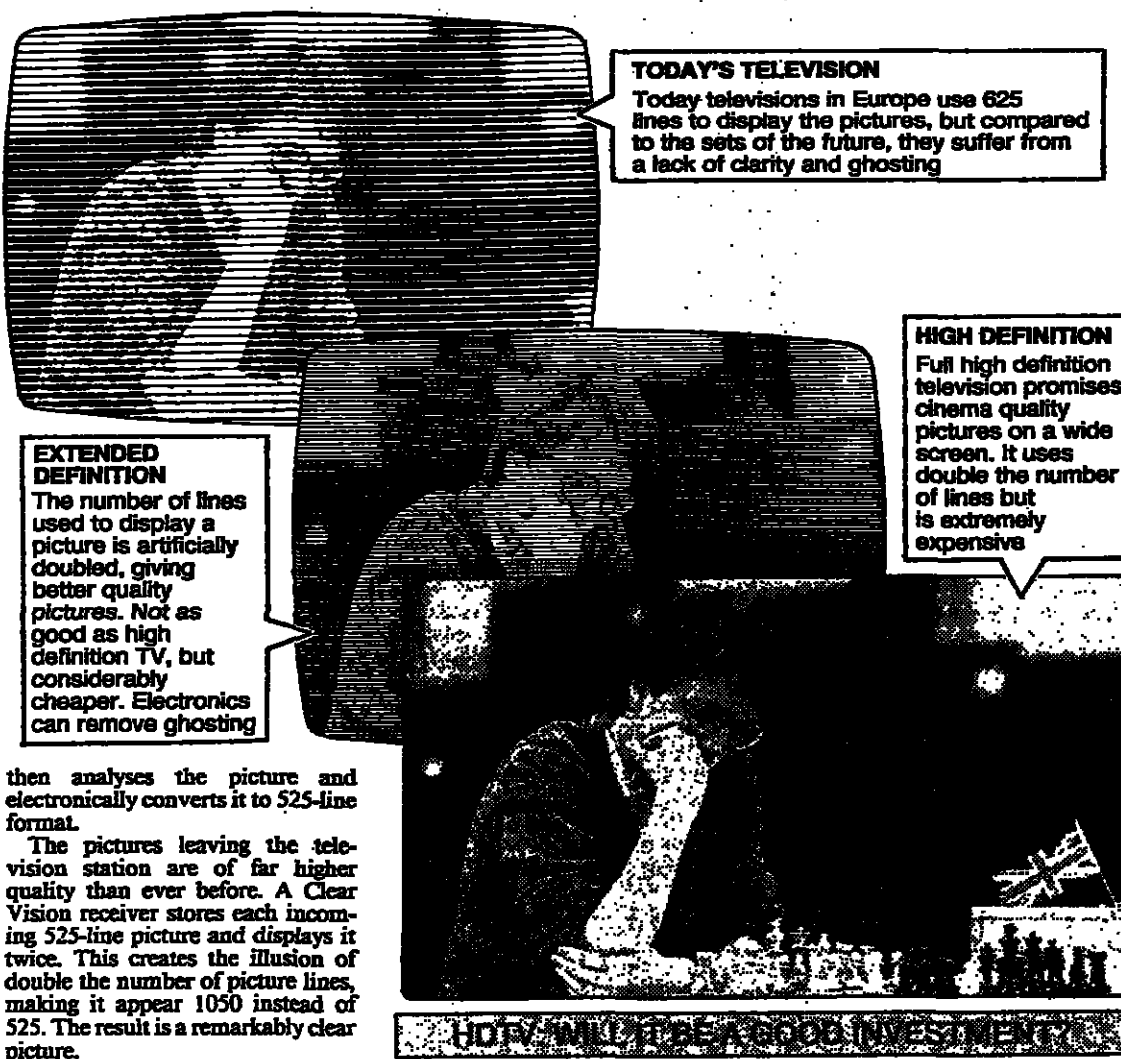 TODAY'S TELEVISION
Today televisions in Europe use 625
lines to display the pictures, but compared
to the sets of the future, they suffer from
a lack of clarity and ghosting
HIGH DEFINITION
Full high definition
television promises
cinema quality
pictures on a wide
screen. It uses
double the number
of lines but
is extremely
expensive
EXTENDED
DEFINITION
The number of lines
used to display a
picture is artificially
doubled, giving
better quality
pictures. Not as
good as high
definition TV, but
considerably
cheaper. Electronics
can remove ghosting
then analyses the picture and
electronically converts it to 525-line
format.
The pictures leaving the tele-
vision station are of far higher
quality than ever before. A Clear
Vision receiver stores each incom-
ing 525-line picture and displays it
twice. This creates the illusion of
double the number of picture lines,
making it appear 1050 instead of
525. The result is a remarkably clear
picture.
HDTV: WILL IT BE A GOOD INVESTMENT?